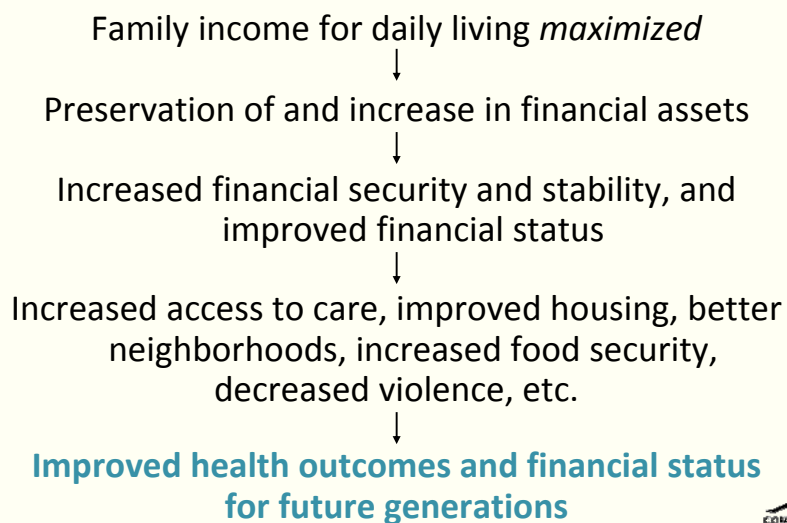 Family income for daily living maximized
Preservation of and increase in financial assets
Increased financial security and stability, and
improved financial status
Increased access to care, improved housing, better
neighborhoods, increased food security,
decreased violence, etc.
Improved health outcomes and financial status
for future generations